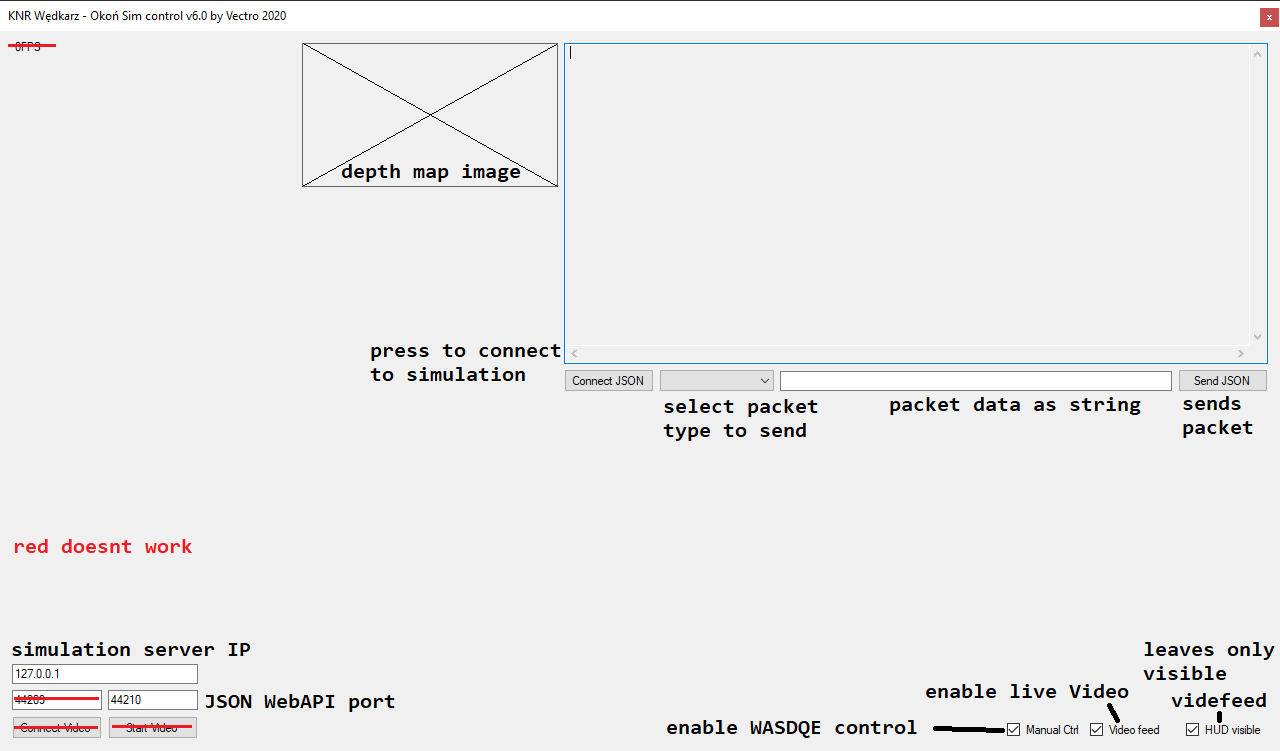 KNR Wędkarz - Okoń Sim control v6.0 by Vectro 2020
x
0FPS
depth map image
press to connect
to simulation
Connect JSON
Send JSON
select packet
type to send
packet data as string
sends
packet
red doesnt work
simulation server IP
127.0.0.1
44209
44210
JSON WebAPI port
Connect Video
Start Video
leaves only
visible
videfeed
enable live Video
enable WASDQE control
Manual Ctrl
Video feed
HUD visible